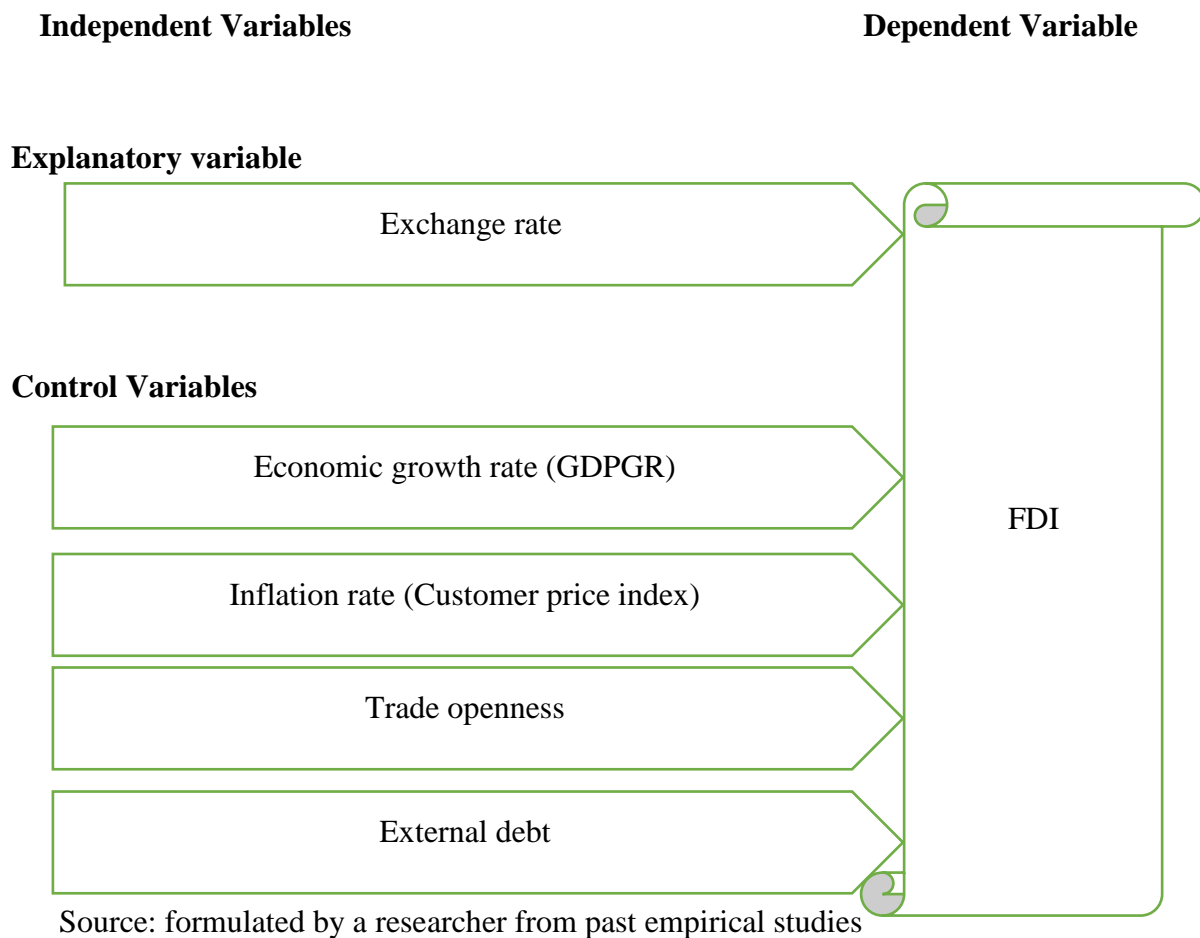 Independent Variables
Dependent Variable
Explanatory variable
Exchange rate
Control Variables
Economic growth rate (GDPGR)
FDI
Inflation rate (Customer price index)
Trade openness
External debt
Source: formulated by a researcher from past empirical studies